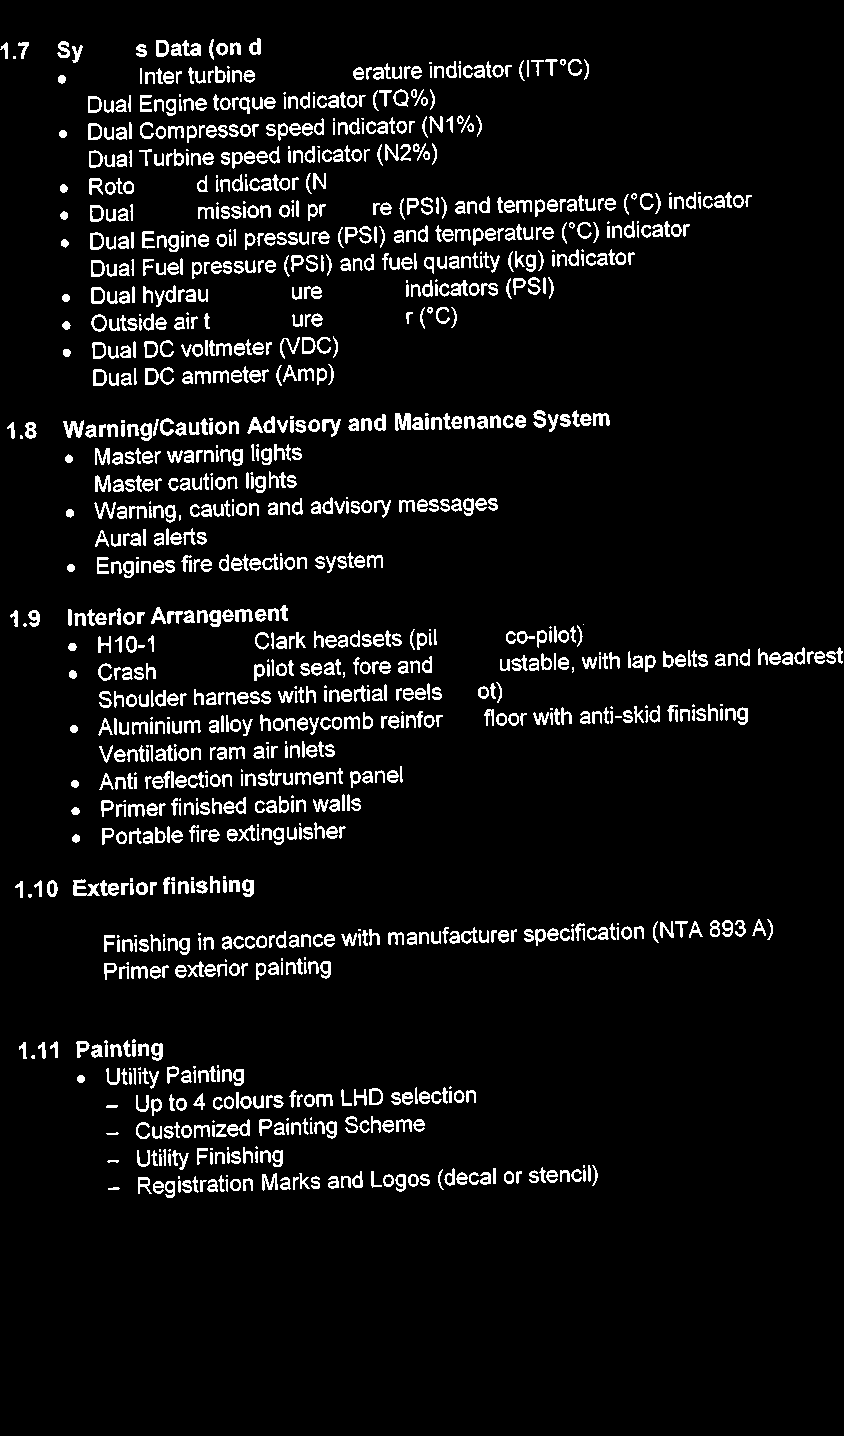 1.7 Sy s Data (on d
• Inter turbine erature indicator (ITT°C)
Dual Engine torque indicator (TQ%)
• Dual Compressor speed indicator (N1%)
Dual Turbine speed indicator (N2%)
• Roto d indicator (N
• Dual mission oil pr re (PSI) and temperature (°C) indicator
• Dual Engine oil pressure (PSI) and temperature (°C) indicator
Dual Fuel pressure (PSI) and fuel quantity (kg) indicator
• Dual hydrau ure indicators (PSI)
• Outside air t ure r (°C)
• Dual DC voltmeter (VDC)
Dual DC ammeter (Amp)
1.8 Warning/Caution Advisory and Maintenance System
• Master warning lights
Master caution lights
• Warning, caution and advisory messages
Aural alerts
• Engines fire detection system
1.9 Interior Arrangement
• H10-1 Clark headsets (pil co-pilot)
• Crash pilot seat, fore and ustable, with lap belts and headrest
Shoulder harness with inertial reels ot)
• Aluminium alloy honeycomb reinfor floor with anti-skid finishing
Ventilation ram air inlets
• Anti reflection instrument panel
• Primer finished cabin walls
• Portable fire extinguisher
1.10 Exterior finishing
Finishing in accordance with manufacturer specification (NTA 893 A)
Primer exterior painting
1.11 Painting
• Utility Painting
– Up to 4 colours from LHD selection
– Customized Painting Scheme
– Utility Finishing
– Registration Marks and Logos (decal or stencil)